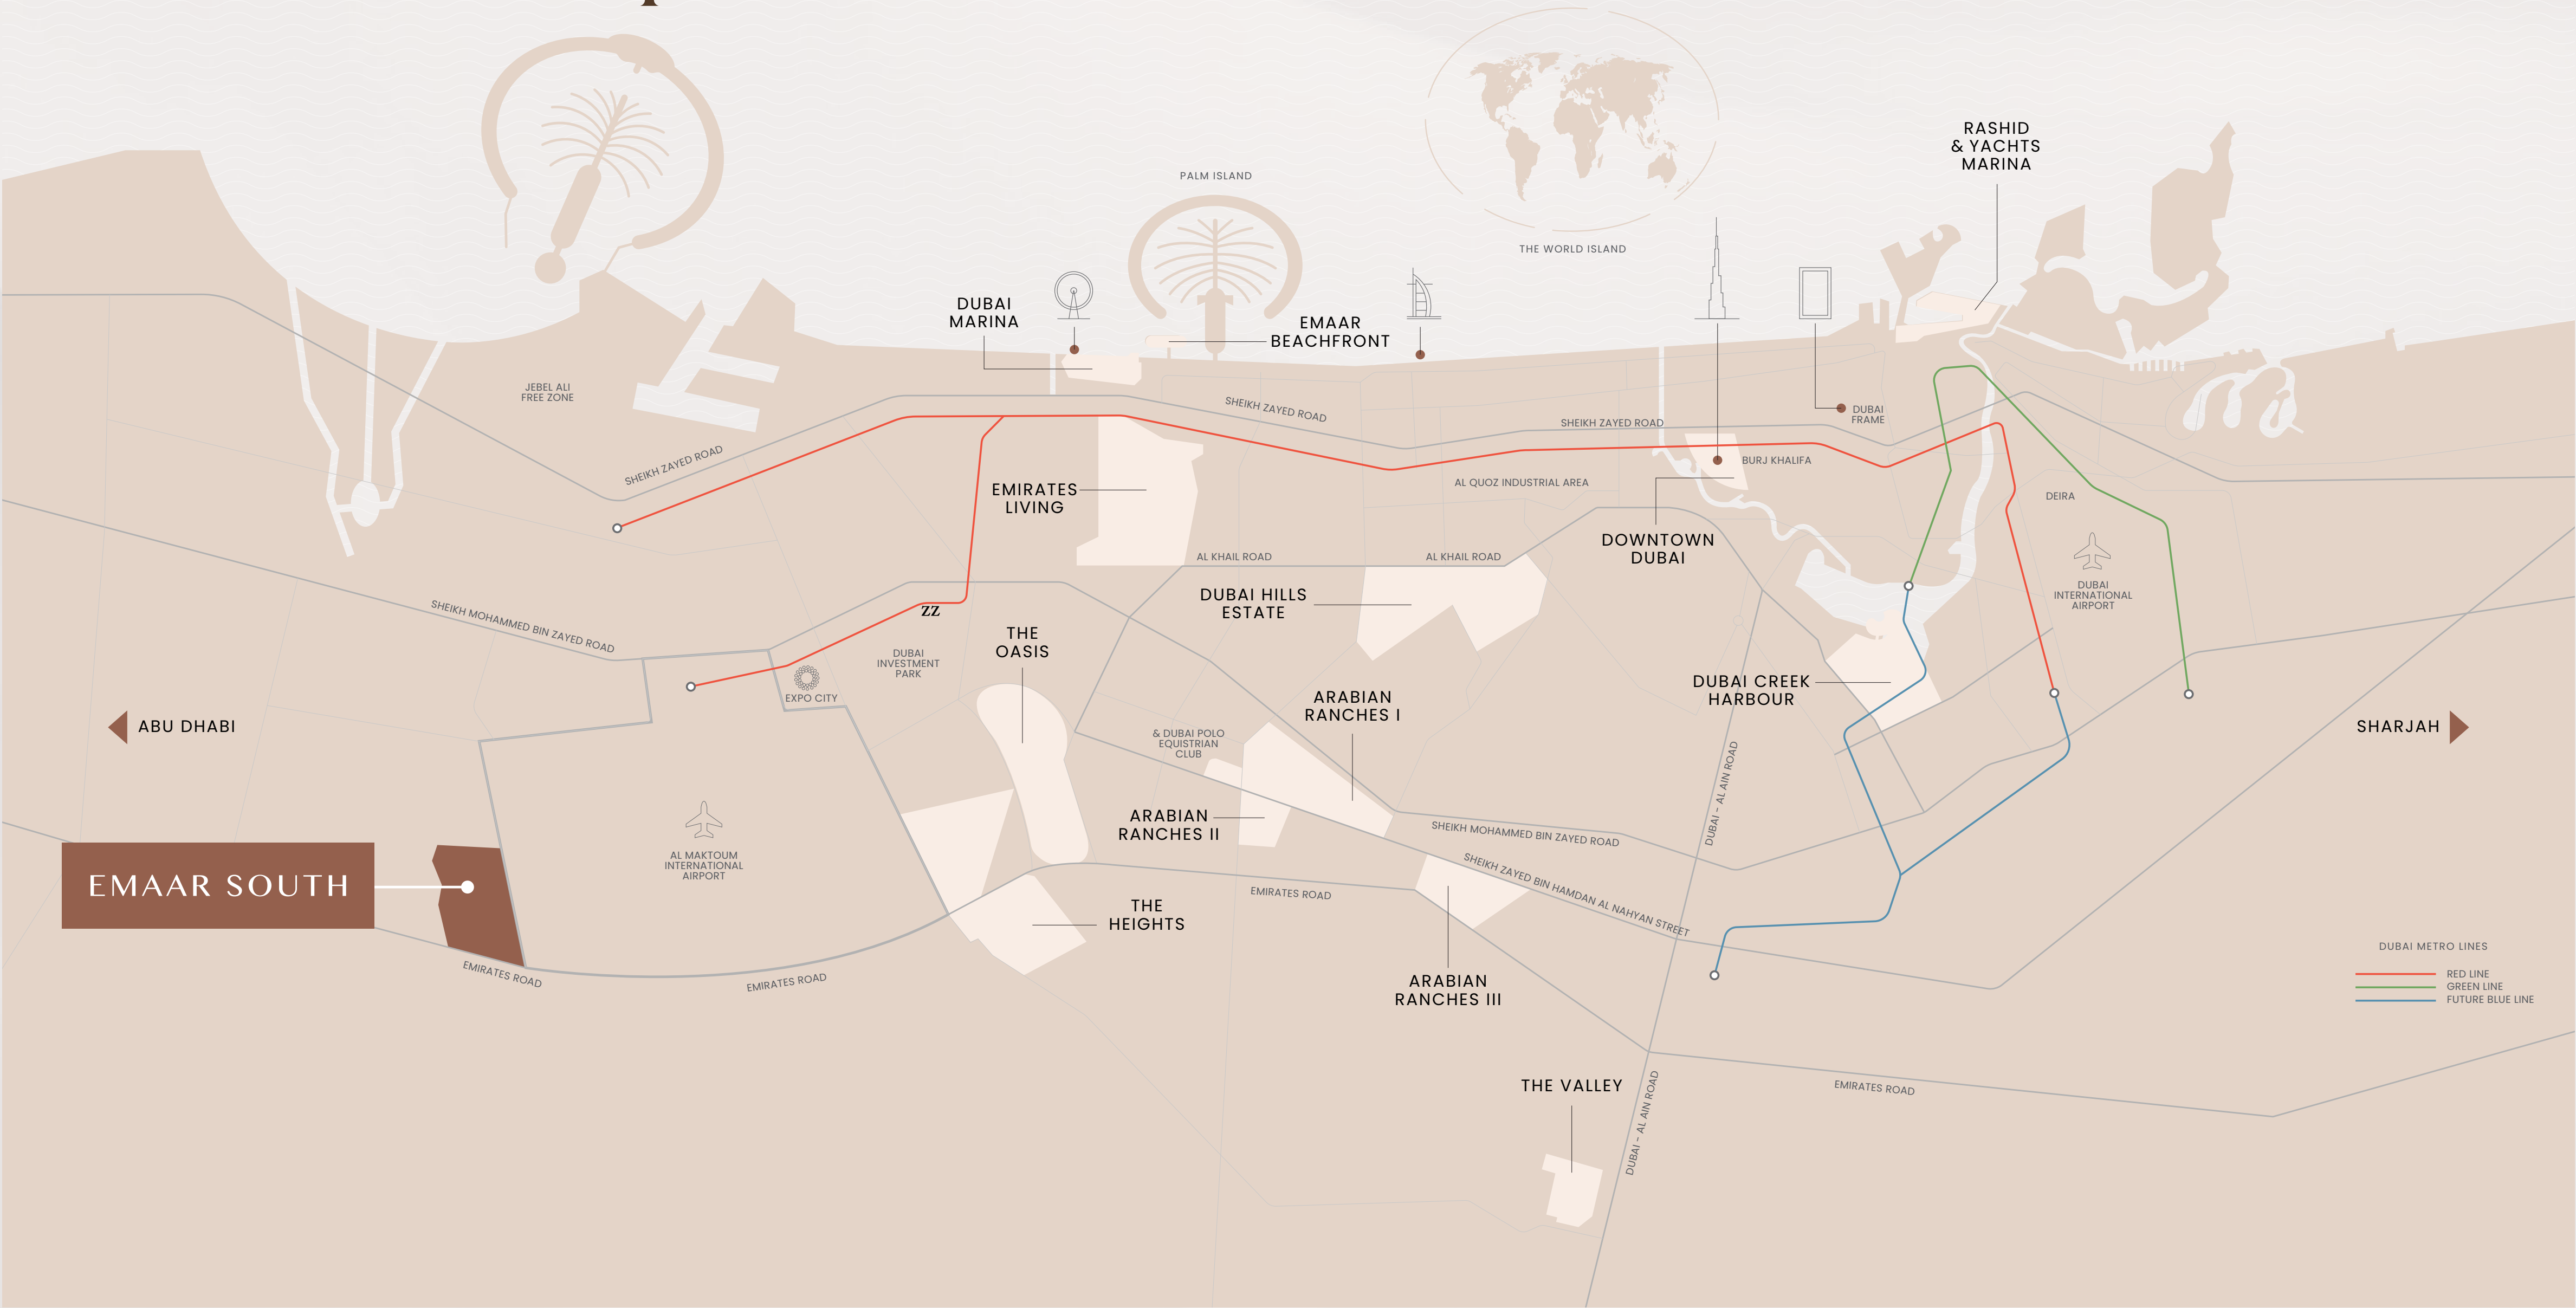 RASHID
& YACHTS
MARINA
PALM ISLAND
THE WORLD ISLAND
DUBAI
MARINA
EMAAR
BEACHFRONT
JEBEL ALI
FREE ZONE
SHEIKH ZAYED ROAD
SHEIKH ZAYED ROAD
SHEIKH ZAYED ROAD
DUBAI
FRAME
BURJ KHALIFA
AL QUOZ INDUSTRIAL AREA
DEIRA
EMIRATES
LIVING
DOWNTOWN
DUBAI
AL KHAIL ROAD
AL KHAIL ROAD
DUBAI
INTERNATIONAL
AIRPORT
DUBAI HILLS
ESTATE
SHEIKH MOHAMMED BIN ZAYED ROAD
ZZ
THE
OASIS
DUBAI
INVESTMENT
PARK
EXPO CITY
DUBAI CREEK
HARBOUR
ARABIAN
RANCHES I
ABU DHABI
SHARJAH
& DUBAI POLO
EQUESTRIAN
CLUB
DUBAI - AL AIN ROAD
ARABIAN
RANCHES II
SHEIKH MOHAMMED BIN ZAYED ROAD
AL MAKTOUM
INTERNATIONAL
AIRPORT
EMAAR SOUTH
SHEIKH ZAYED BIN HAMDAN AL NAHYAN STREET
EMIRATES ROAD
THE
HEIGHTS
EMIRATES ROAD
EMIRATES ROAD
ARABIAN
RANCHES III
DUBAI METRO LINES
RED LINE
GREEN LINE
FUTURE BLUE LINE
THE VALLEY
DUBAI - AL AIN ROAD
EMIRATES ROAD